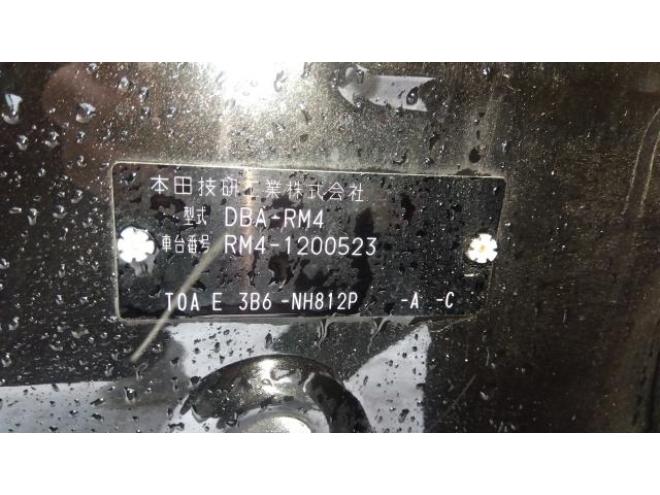 本田技研工業株式会社
型式 DBA-RM4
車台番号 RM4-1200523
T0A E 3B6 -NH812P -A -C